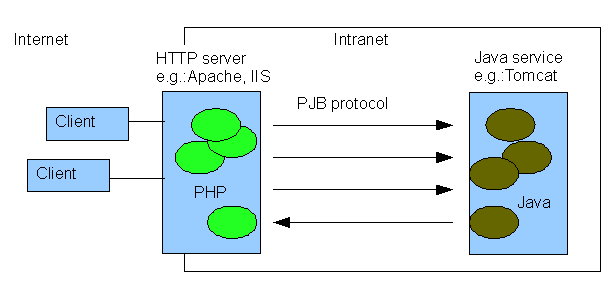 Internet
Intranet
HTTP server
e.g.:Apache, IIS
Java service
e.g.:Tomcat
PJB protocol
Client
Client
PHP
Java